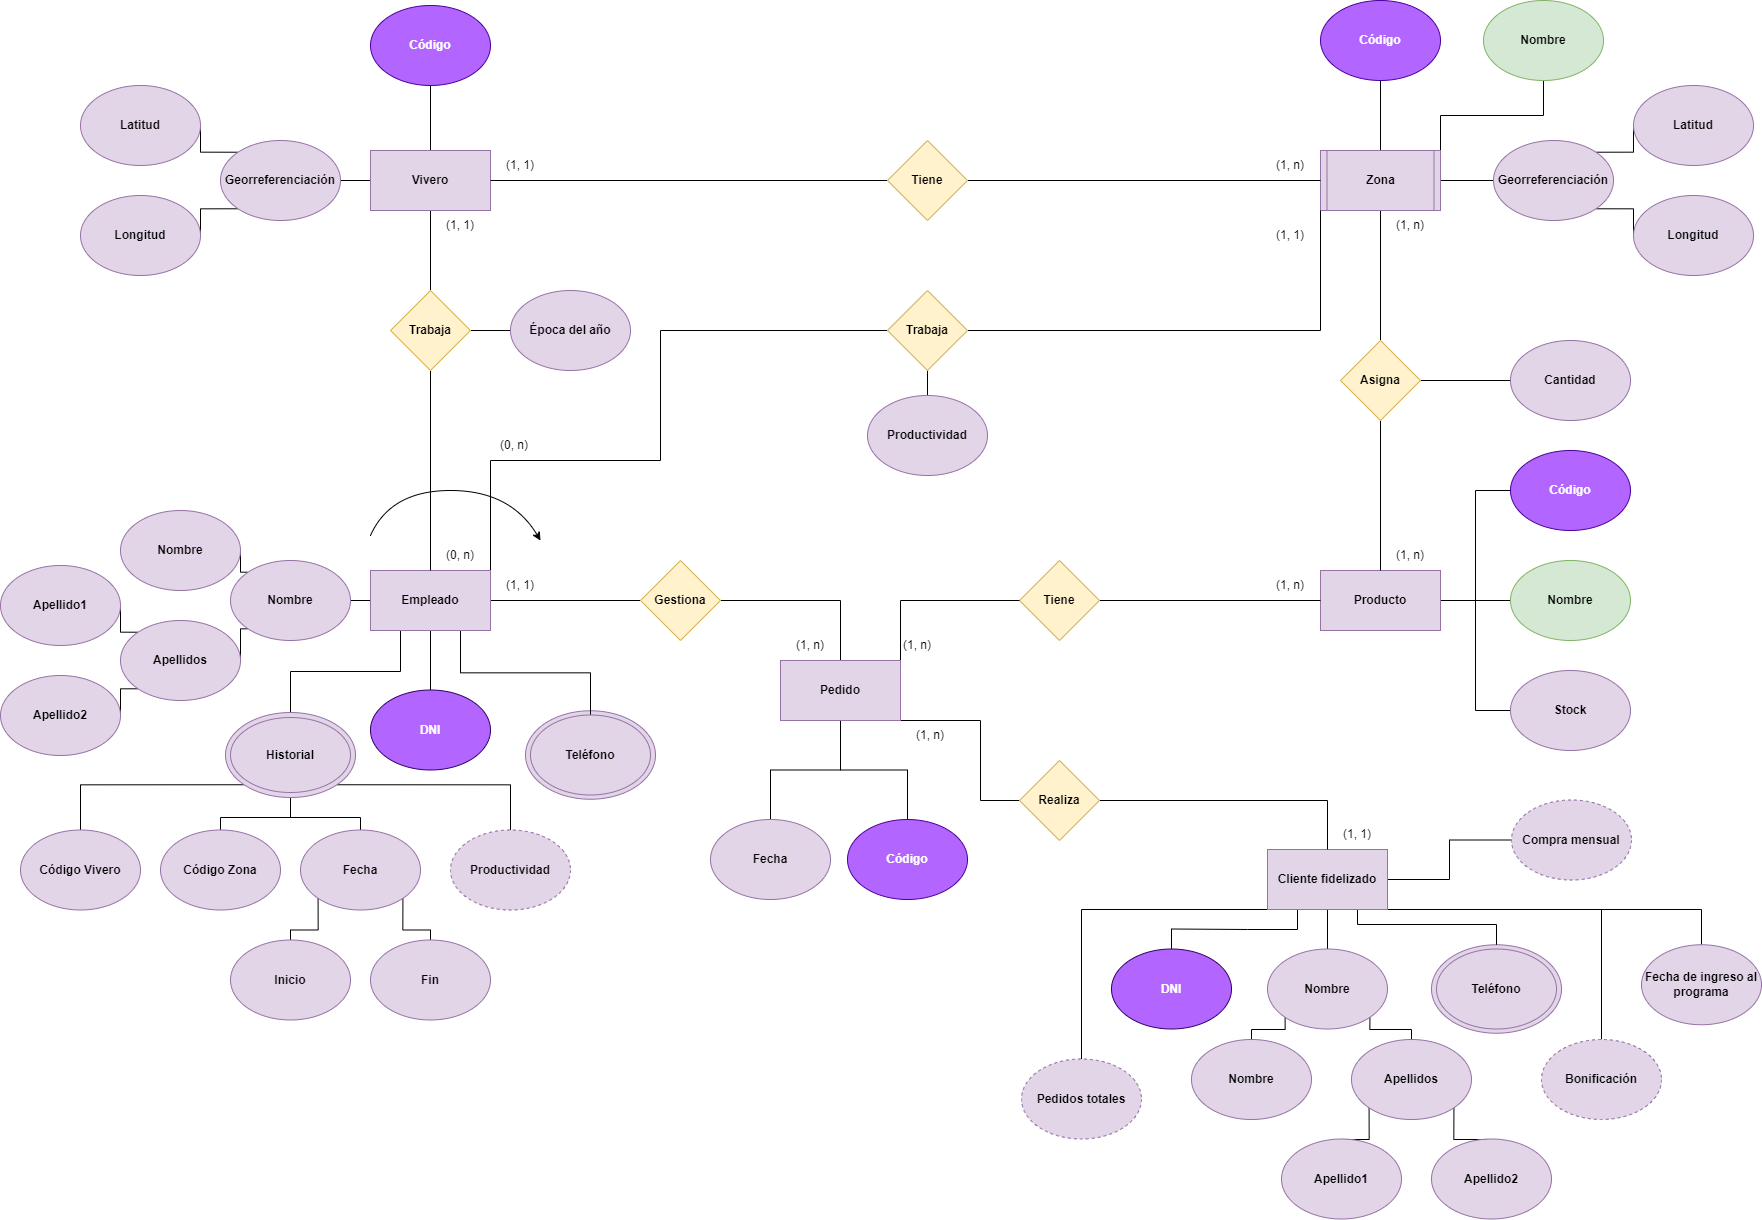 Código
Código
Nombre
Latitud
Latitud
Georreferenciación
Vivero
(1, 1)
Tiene
(1, n)
Zona
Georreferenciación
Longitud
(1, 1)
(1, 1)
(1, n)
Longitud
Trabaja
Época del año
Trabaja
Asigna
Cantidad
Productividad
(0, n)
Código
Nombre
(0, n)
(1, n)
Apellido1
Nombre
Empleado
(1, 1)
Gestiona
Tiene
(1, n)
Producto
Nombre
Apellidos
(1, n)
(1, n)
Pedido
Apellido2
Stock
DNI
(1, n)
Historial
Teléfono
Realiza
(1, 1)
Compra mensual
Código Vivero
Código Zona
Fecha
Productividad
Fecha
Código
Cliente fidelizado
Inicio
Fin
DNI
Nombre
Teléfono
Fecha de ingreso al
programa
Pedidos totales
Nombre
Apellidos
Bonificación
Apellido1
Apellido2